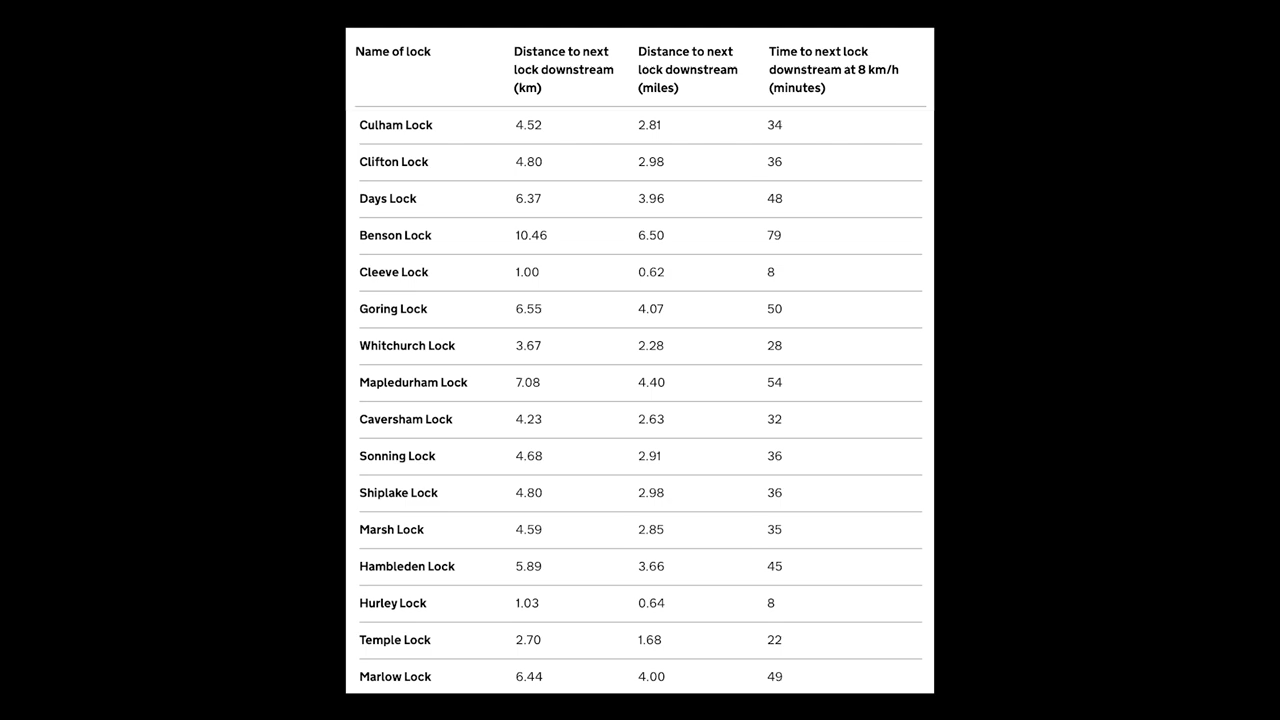 Name of lock Distance to next lock downstream (km) Distance to next lock downstream (miles) Time to next lock downstream at 8 km/h (minutes)
Culham Lock 4.52 2.81 34
Clifton Lock 4.80 2.98 36
Days Lock 6.37 3.96 48
Benson Lock 10.46 6.50 79
Cleeve Lock 1.00 0.62 8
Goring Lock 6.55 4.07 50
Whitchurch Lock 3.67 2.28 28
Mapledurham Lock 7.08 4.40 54
Caversham Lock 4.23 2.63 32
Sonning Lock 4.68 2.91 36
Shiplake Lock 4.80 2.98 36
Marsh Lock 4.59 2.85 35
Hambleden Lock 5.89 3.66 45
Hurley Lock 1.03 0.64 8
Temple Lock 2.70 1.68 22
Marlow Lock 6.44 4.00 49